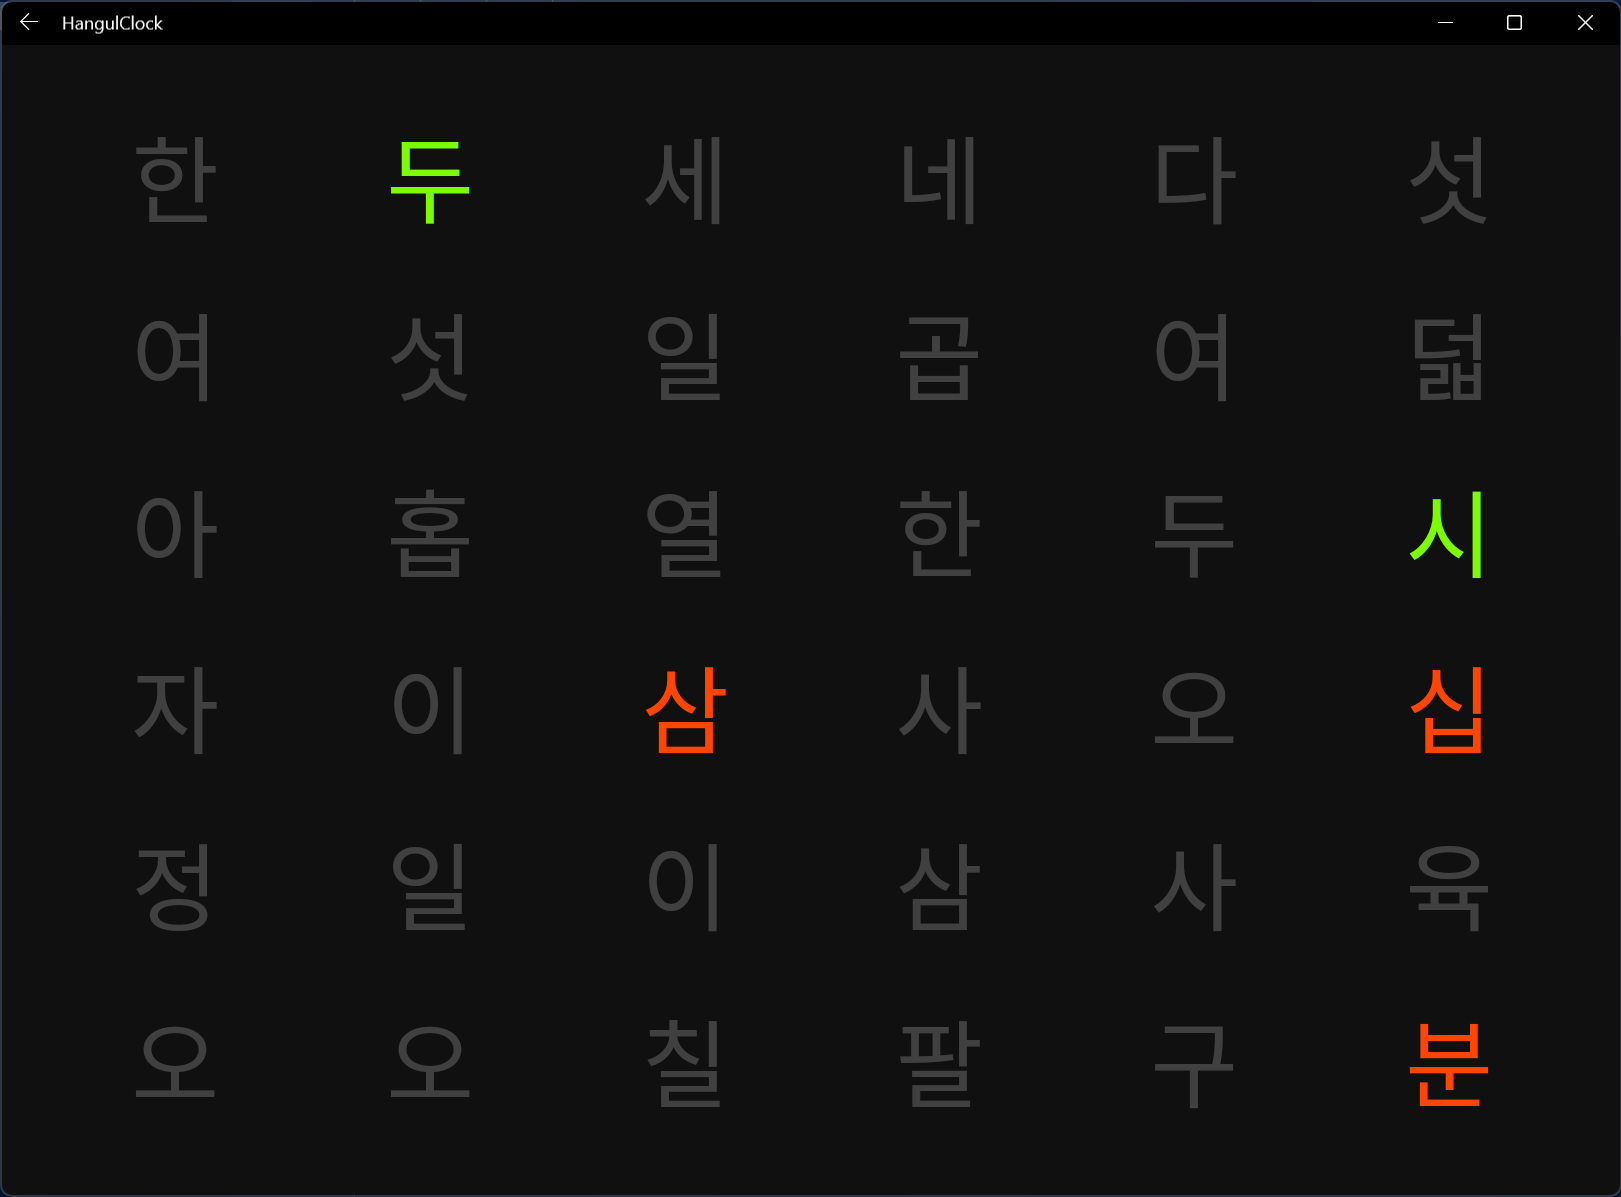 HangulClock
한 두 세 네 다 섯
여 섯 일 곱 여 덟
아 홉 열 한 두 시
자 이 삼 사 오 십
정 일 이 삼 사 육
오 오 칠 팔 구 분